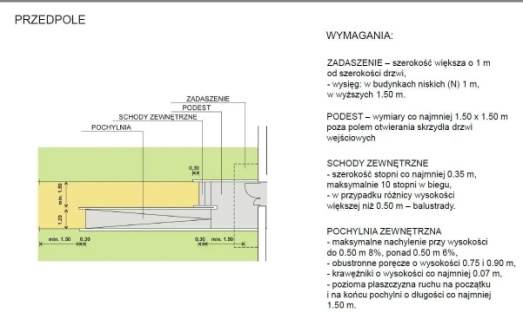 PRZEDPOLE
WYMAGANIA:
ZADASZENIE – szerokość większa o 1 m
od szerokości drzwi,
- wysięg: w budynkach niskich (N) 1 m,
w wyższych 1.50 m.
PODEST – wymiary co najmniej 1.50 x 1.50 m
poza polem otwierania skrzydła drzwi
wejściowych
SCHODY ZEWNĘTRZNE
- szerokość stopni co najmniej 0.35 m,
maksymalnie 10 stopni w biegu,
- w przypadku różnicy wysokości
większej niż 0.50 m – balustrady.
POCHYLNIA ZEWNĘTRZNA
- maksymalne nachylenie przy wysokości
do 0.50 m 8%, ponad 0.50 m 6%,
- obustronne poręcze o wysokości 0.75 i 0.90 m,
- krawężniki o wysokości co najmniej 0.07 m,
- pozioma płaszczyzna ruchu na początku
i na końcu pochylni o długości co najmniej
1.50 m.
ZADASZENIE
PODEST
SCHODY ZEWNĘTRZNE
POCHYLNIA
0.30
min. 1.50
1.20
min. 1.50
0.30
0.30
min. 1.50